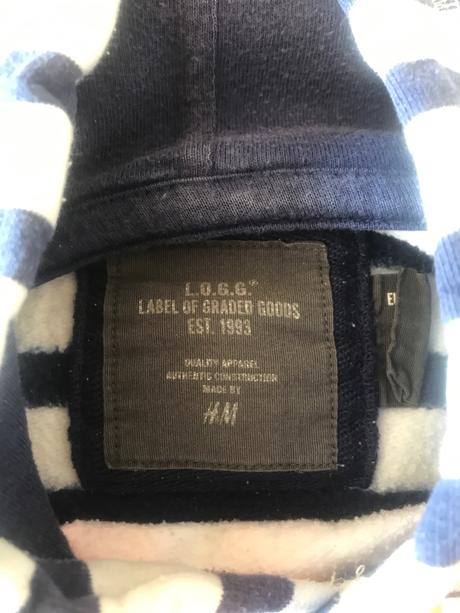 L.O.G.G.®
LABEL OF GRADED GOODS
EST. 1993
QUALITY APPAREL
AUTHENTIC CONSTRUCTION
MADE BY
H&M